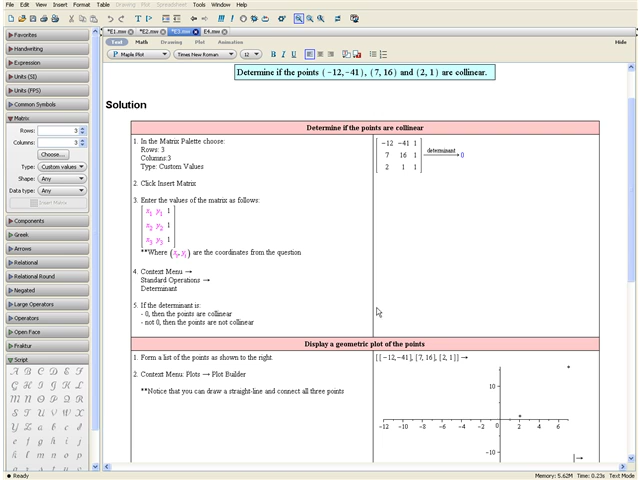 File Edit View Insert Format Table Drawing Plot Spreadsheet Tools Window Help
*E1.mw *E2.mw *E3.mw E4.mw
Favorites
Handwriting
Expression
Units (SI)
Units (FPS)
Common Symbols
Matrix
Rows: 3
Columns: 3
Choose...
Type: Custom values
Shape: Any
Data type: Any
Insert Matrix
Components
Greek
Arrows
Relational
Relational Round
Negated
Large Operators
Operators
Open Face
Fraktur
Script
Text Math Drawing Plot Animation Hide
Maple Plot Times New Roman 12 B I U
Determine if the points (−12,−41), (7, 16) and (2, 1) are collinear.
Solution
Determine if the points are collinear
1. In the Matrix Palette choose:
Rows: 3
Columns:3
Type: Custom Values
2. Click Insert Matrix
3. Enter the values of the matrix as follows:
x1 y1 1
x2 y2 1
x3 y3 1
**Where (xi, yi) are the coordinates from the question
4. Context Menu →
Standard Operations →
Determinant
5. If the determinant is:
- 0, then the points are collinear
- not 0, then the points are not collinear
−12 −41 1
7 16 1
2 1 1
determinant → 0
Display a geometric plot of the points
1. Form a list of the points as shown to the right.
2. Context Menu: Plots → Plot Builder
**Notice that you can draw a straight-line and connect all three points
[[−12,−41], [7, 16], [2, 1]] →
10
−12 −10 −8 −6 −4 −2 0 2 4 6
−10
Ready
Memory: 5.62M Time: 0.23s Text Mode